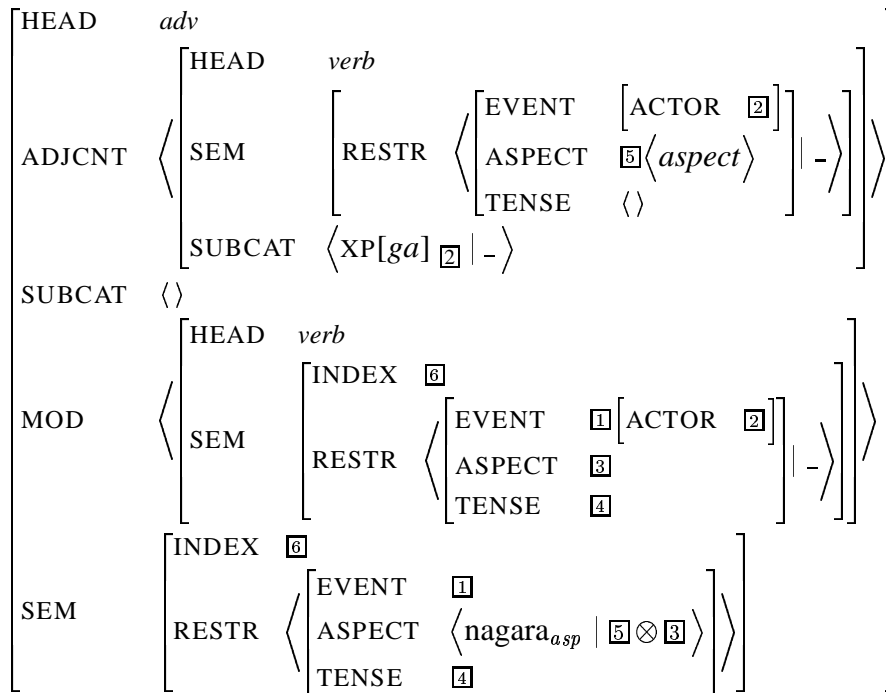 HEAD adv
HEAD verb
EVENT [ACTOR 2]
ADJCNT ⟨ SEM RESTR ⟨ ASPECT 5⟨aspect⟩ | – ⟩ ⟩
TENSE ⟨ ⟩
SUBCAT ⟨XP[ga] 2 | – ⟩
SUBCAT ⟨ ⟩
HEAD verb
INDEX 6
EVENT 1[ACTOR 2]
MOD ⟨ SEM RESTR ⟨ ASPECT 3 | – ⟩ ⟩
TENSE 4
INDEX 6
EVENT 1
SEM RESTR ⟨ ASPECT ⟨nagara asp | 5 ⊗ 3⟩ ⟩
TENSE 4